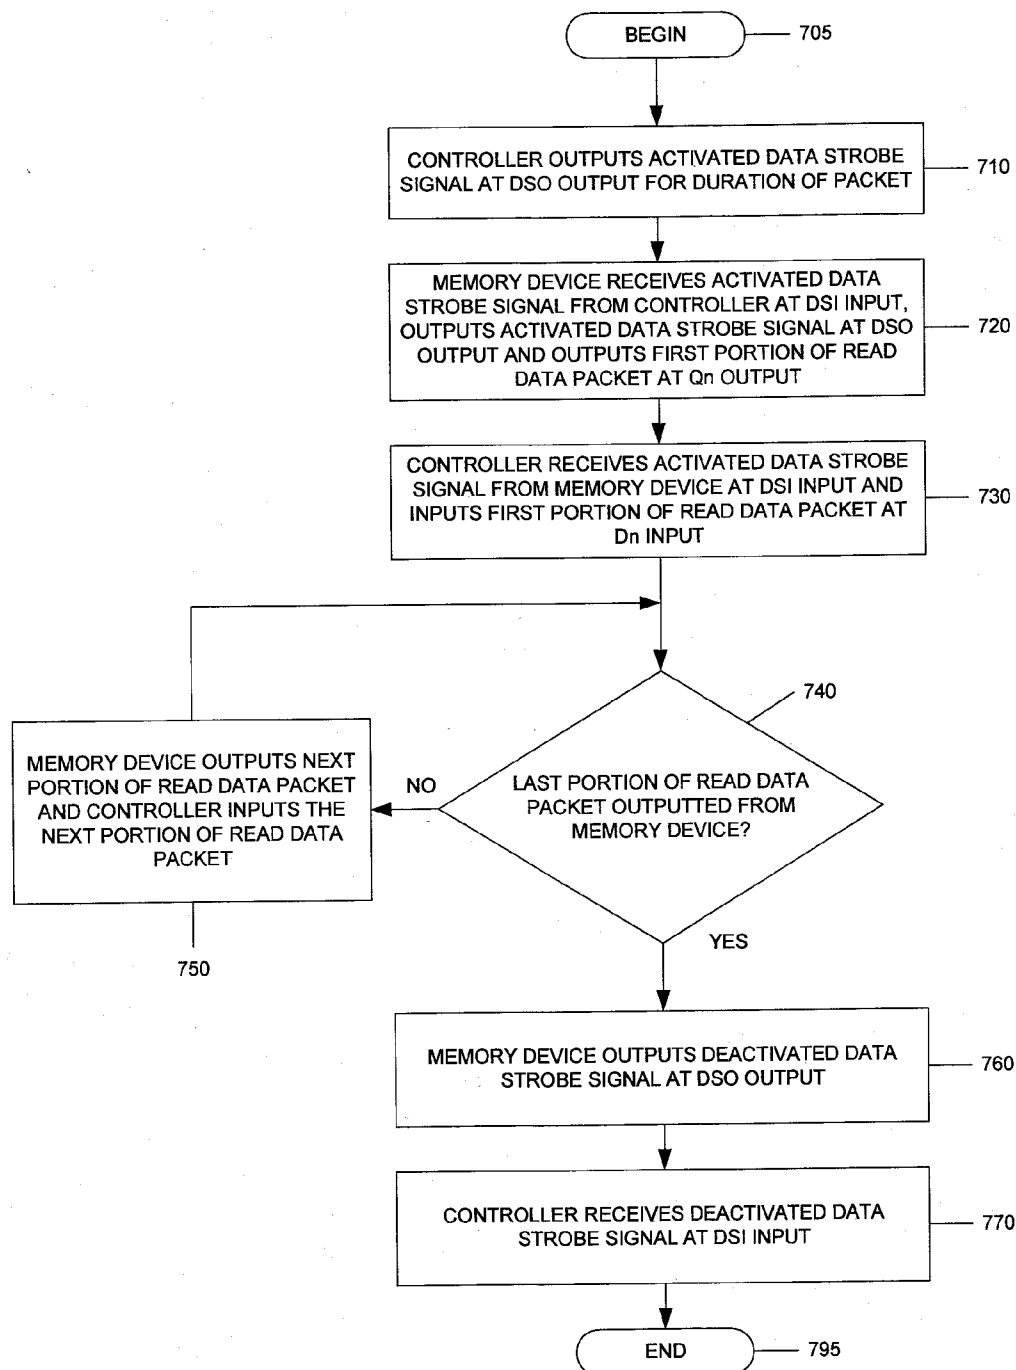 BEGIN
705
CONTROLLER OUTPUTS ACTIVATED DATA STROBE
SIGNAL AT DSO OUTPUT FOR DURATION OF PACKET
710
MEMORY DEVICE RECEIVES ACTIVATED DATA
STROBE SIGNAL FROM CONTROLLER AT DSI INPUT,
OUTPUTS ACTIVATED DATA STROBE SIGNAL AT DSO
OUTPUT AND OUTPUTS FIRST PORTION OF READ
DATA PACKET AT Qn OUTPUT
720
CONTROLLER RECEIVES ACTIVATED DATA STROBE
SIGNAL FROM MEMORY DEVICE AT DSI INPUT AND
INPUTS FIRST PORTION OF READ DATA PACKET AT
Dn INPUT
730
740
LAST PORTION OF READ DATA
PACKET OUTPUTTED FROM
MEMORY DEVICE?
NO
MEMORY DEVICE OUTPUTS NEXT
PORTION OF READ DATA PACKET
AND CONTROLLER INPUTS THE
NEXT PORTION OF READ DATA
PACKET
750
YES
MEMORY DEVICE OUTPUTS DEACTIVATED DATA
STROBE SIGNAL AT DSO OUTPUT
760
CONTROLLER RECEIVES DEACTIVATED DATA
STROBE SIGNAL AT DSI INPUT
770
END
795